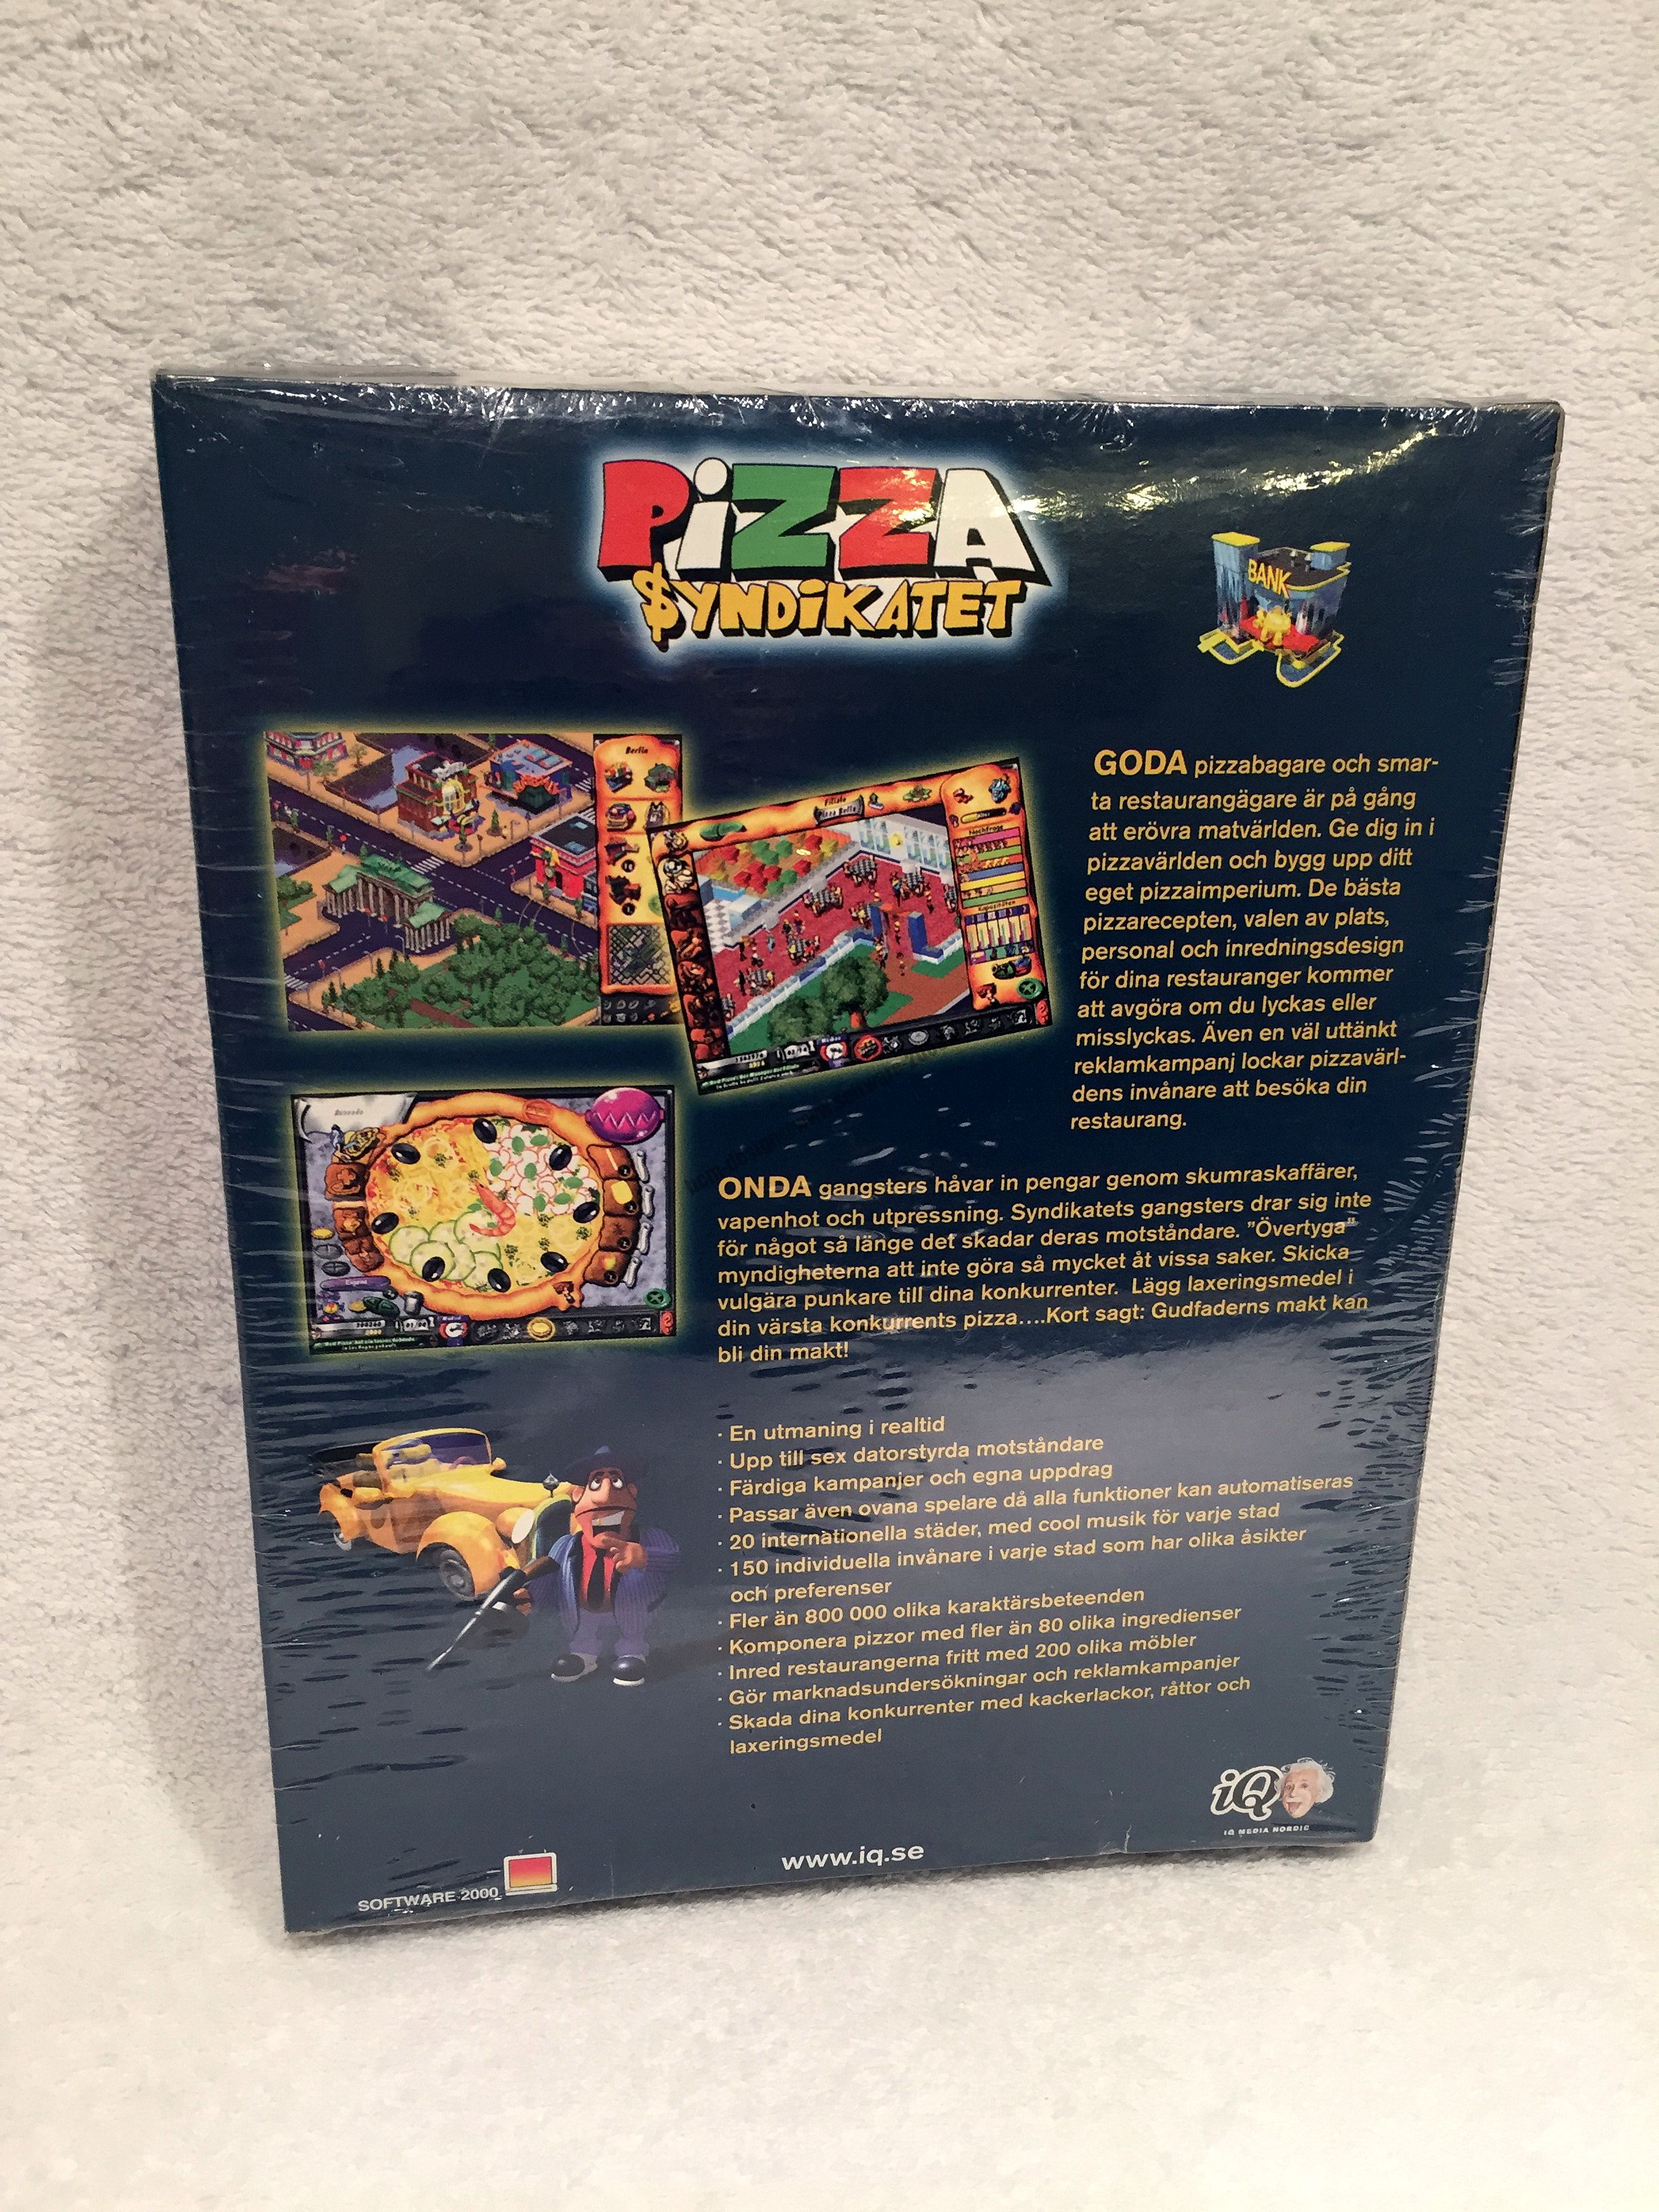 PiZZA
$YNDiKATET
BANK
Berlin
Filiale
Pizza Bella
Nachfrage
Kapazitäten
GODA pizzabagare och smar-
ta restaurangägare är på gång
att erövra matvärlden. Ge dig in i
pizzavärlden och bygg upp ditt
eget pizzaimperium. De bästa
pizzarecepten, valen av plats,
personal och inredningsdesign
för dina restauranger kommer
att avgöra om du lyckas eller
misslyckas. Även en väl uttänkt
reklamkampanj lockar pizzavärl-
dens invånare att besöka din
restaurang.
ONDA gangsters håvar in pengar genom skumraskaffärer,
vapenhot och utpressning. Syndikatets gangsters drar sig inte
för något så länge det skadar deras motståndare. ”Övertyga”
myndigheterna att inte göra så mycket åt vissa saker. Skicka
vulgära punkare till dina konkurrenter. Lägg laxeringsmedel i
din värsta konkurrents pizza....Kort sagt: Gudfaderns makt kan
bli din makt!
· En utmaning i realtid
· Upp till sex datorstyrda motståndare
· Färdiga kampanjer och egna uppdrag
· Passar även ovana spelare då alla funktioner kan automatiseras
· 20 internationella städer, med cool musik för varje stad
· 150 individuella invånare i varje stad som har olika åsikter
och preferenser
· Fler än 800 000 olika karaktärsbeteenden
· Komponera pizzor med fler än 80 olika ingredienser
· Inred restaurangerna fritt med 200 olika möbler
· Gör marknadsundersökningar och reklamkampanjer
· Skada dina konkurrenter med kackerlackor, råttor och
laxeringsmedel
iQ
IQ MEDIA NORDIC
www.iq.se
SOFTWARE 2000